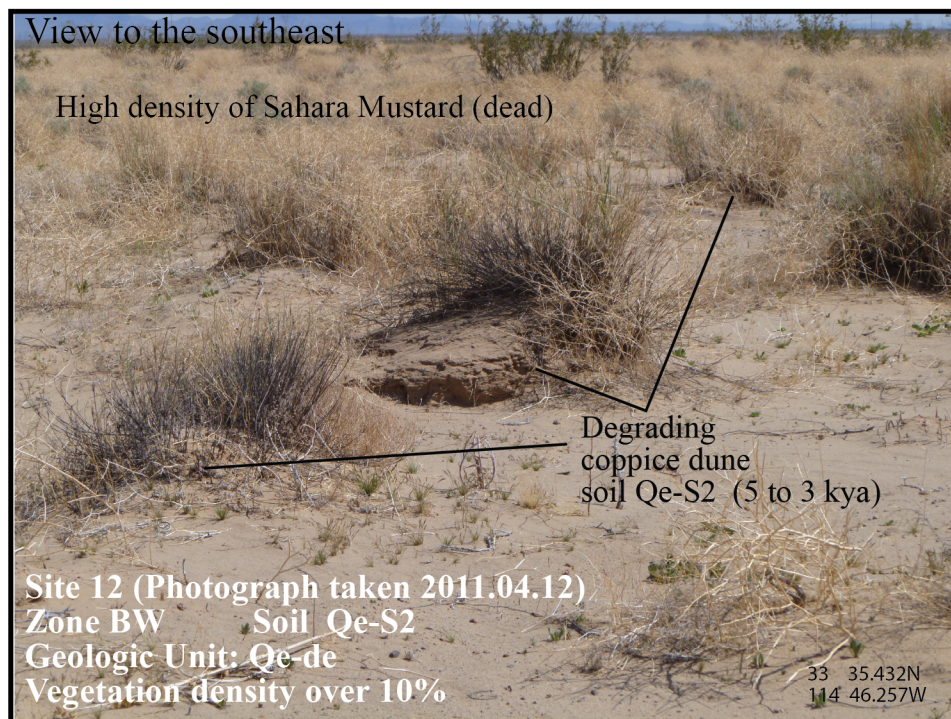 View to the southeast
High density of Sahara Mustard (dead)
Degrading
coppice dune
soil Qe-S2 (5 to 3 kya)
Site 12 (Photograph taken 2011.04.12)
Zone BW Soil Qe-S2
Geologic Unit: Qe-de
Vegetation density over 10%
33 35.432N
114 46.257W